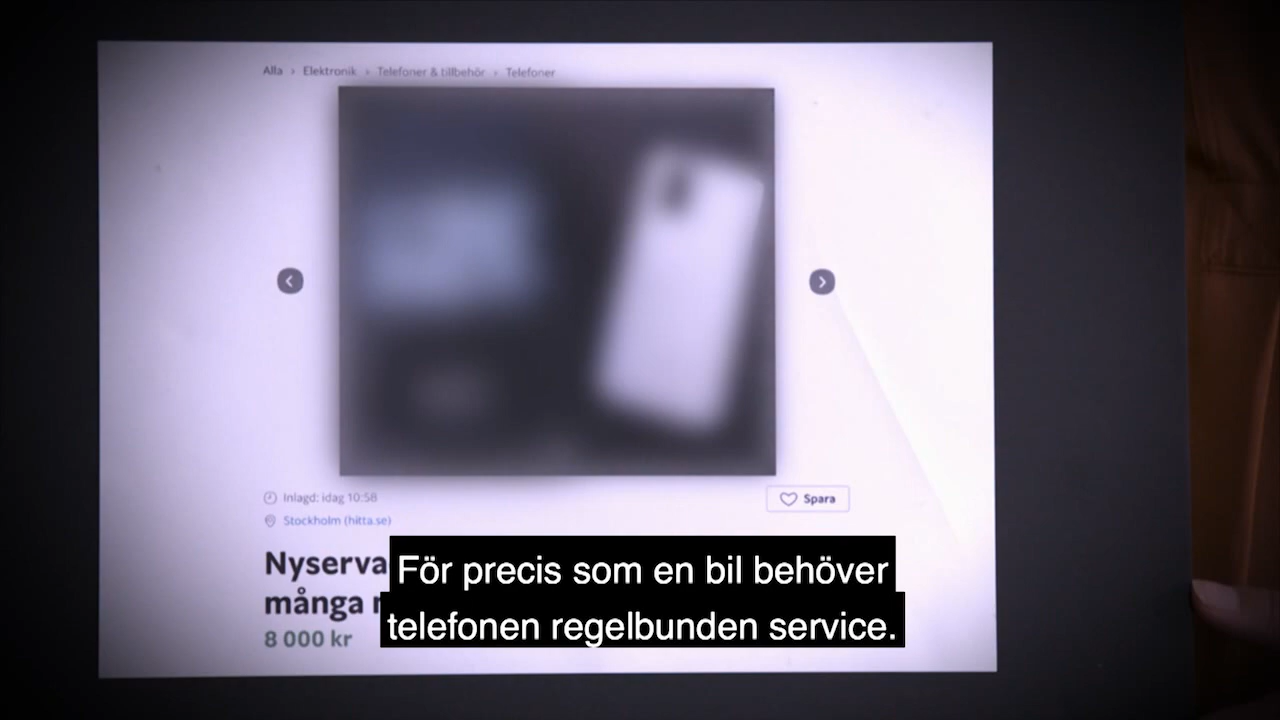 Alla › Elektronik › Telefoner & tillbehör › Telefoner
Inlagd: idag 10:58
Spara
Stockholm (hitta.se)
Nyserva
många
8 000 kr
För precis som en bil behöver
telefonen regelbunden service.